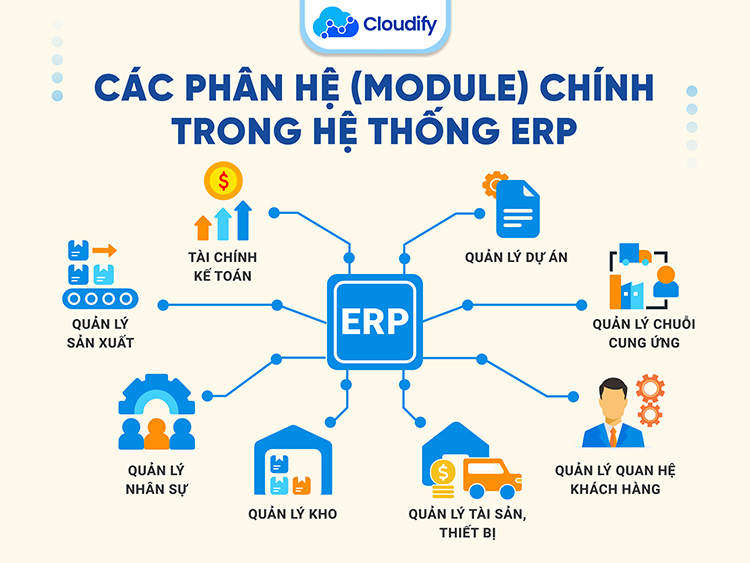 Cloudify
CÁC PHÂN HỆ (MODULE) CHÍNH
TRONG HỆ THỐNG ERP
TÀI CHÍNH
KẾ TOÁN
QUẢN LÝ DỰ ÁN
QUẢN LÝ
SẢN XUẤT
ERP
QUẢN LÝ CHUỖI
CUNG ỨNG
QUẢN LÝ
NHÂN SỰ
QUẢN LÝ KHO
QUẢN LÝ TÀI SẢN,
THIẾT BỊ
QUẢN LÝ QUAN HỆ
KHÁCH HÀNG